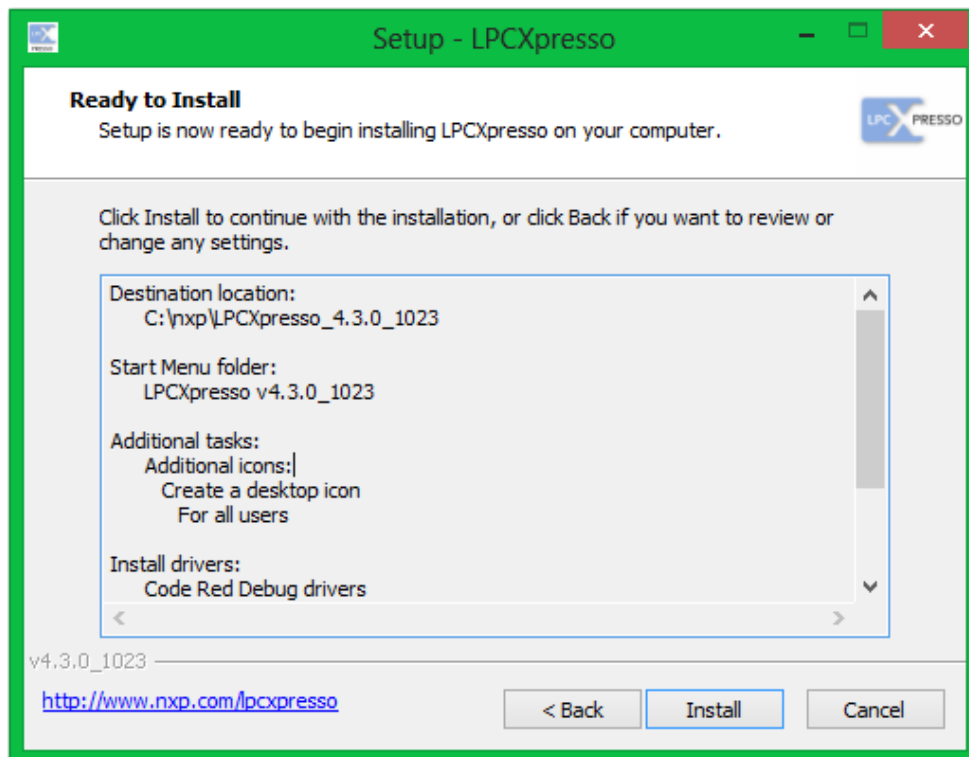 Setup - LPCXpresso
Ready to Install
Setup is now ready to begin installing LPCXpresso on your computer.
LPC XPRESSO
Click Install to continue with the installation, or click Back if you want to review or
change any settings.
Destination location:
C:\nxp\LPCXpresso_4.3.0_1023
Start Menu folder:
LPCXpresso v4.3.0_1023
Additional tasks:
Additional icons:
Create a desktop icon
For all users
Install drivers:
Code Red Debug drivers
v4.3.0_1023
http://www.nxp.com/lpcxpresso
< Back Install Cancel